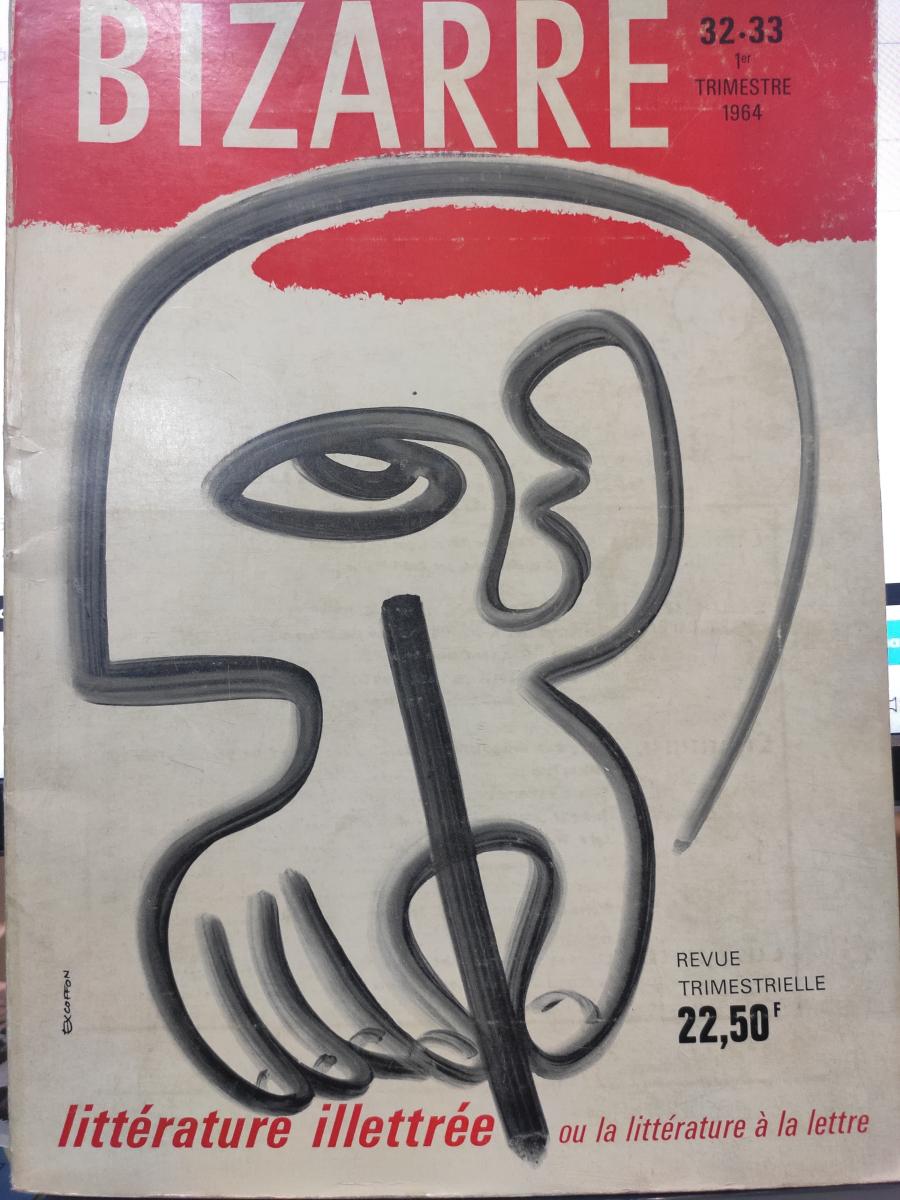 BIZARRE
32•33
1er
TRIMESTRE
1964
EXCOFFON
REVUE
TRIMESTRIELLE
22,50F
littérature illettrée ou la littérature à la lettre